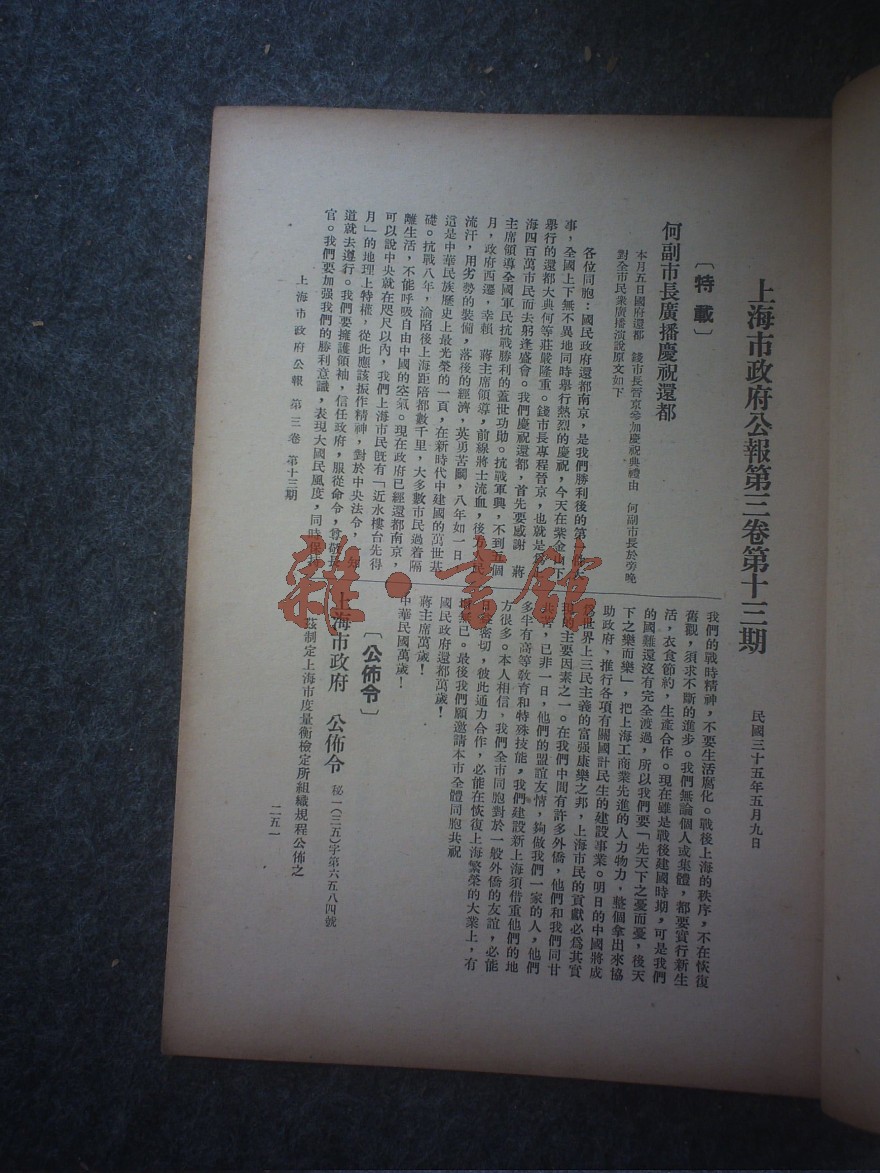 上海市政府公報第三卷第十三期
民國三十五年五月九日
〔特載〕
何副市長廣播慶祝還都
本月五日國府還都　錢市長晉京參加慶祝典禮由　何副市長於旁晚
對全市民衆廣播演說原文如下
各位同胞：國民政府還都南京，是我們勝利後的第一件大
事，全國上下無不異地同時舉行熱烈的慶祝，今天在紫金山下
舉行的還都大典何等莊嚴隆重。錢市長專程晉京，也就是爲上
海四百萬市民而去躬逢盛會。我們慶祝還都，首先要感謝　蔣
主席領導全國軍民抗戰勝利的蓋世功勛。抗戰軍興，不到五個
月，政府西遷，幸賴　蔣主席領導，前線將士流血，後方人民
流汗，用劣勢的裝備，落後的經濟，英勇苦鬬，八年如一日，
這是中華民族歷史上最光榮的一頁，在新時代中建國的萬世基
礎。抗戰八年，淪陷後上海距陪都數千里，大多數市民過着隔
離生活，不能呼吸自由中國的空氣。現在政府已經還都南京，
可以說中央就在咫尺以內，我們上海市民旣有「近水樓台先得
月」的地理上特權，從此應該振作精神，對於中央法令，一知
道就去遵行。我們要擁護領袖，信任政府，服從命令，尊敬長
官。我們要加强我們的勝利意識，表現大國民風度，同時保持
我們的戰時精神，不要生活腐化。戰後上海的秩序，不在恢復
舊觀，須求不斷的進步。我們無論個人或集體，都要實行新生
活，衣食節約，生產合作。現在雖是戰後建國時期，可是我們
的國難還沒有完全渡過，所以我們要「先天下之憂而憂，後天
下之樂而樂」，把上海工商業先進的人力物力，整個拿出來協
助政府，推行各項有關國計民生的建設事業。明日的中國將成
爲世界上三民主義的富强康樂之邦，上海市民的貢獻必爲其實
現的主要因素之一。在我們中間有許多外僑，他們和我們同甘
共苦，已非一日，他們的盟誼友情，夠做我們一家的人，他們
多半有高等敎育和特殊技能，我們建設新上海須借重他們的地
方很多。本人相信，我們全市同胞對於一般外僑的友誼，必能
日益密切，彼此通力合作，必能在恢復上海繁榮的大業上，有
無已。最後我們願邀請本市全體同胞共祝
國民政府還都萬歲！
蔣主席萬歲！
中華民國萬歲！
〔公佈令〕
上海市政府　公佈令　秘一（三五）字第六五八四號
茲制定上海市度量衡檢定所組織規程公佈之
上海市政府公報　第三卷　第十三期
二五一
雜·書館